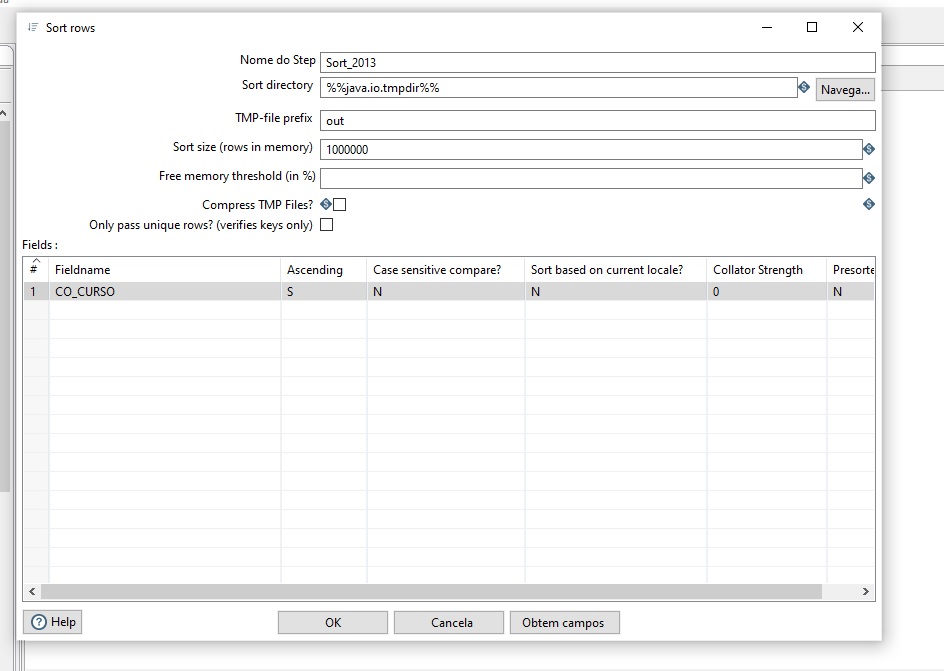 Sort rows
Nome do Step Sort_2013
Sort directory %%java.io.tmpdir%% Navega...
TMP-file prefix out
Sort size (rows in memory) 1000000
Free memory threshold (in %)
Compress TMP Files?
Only pass unique rows? (verifies keys only)
Fields :
# Fieldname Ascending Case sensitive compare? Sort based on current locale? Collator Strength Presorte
1 CO_CURSO S N N 0 N
Help OK Cancela Obtem campos